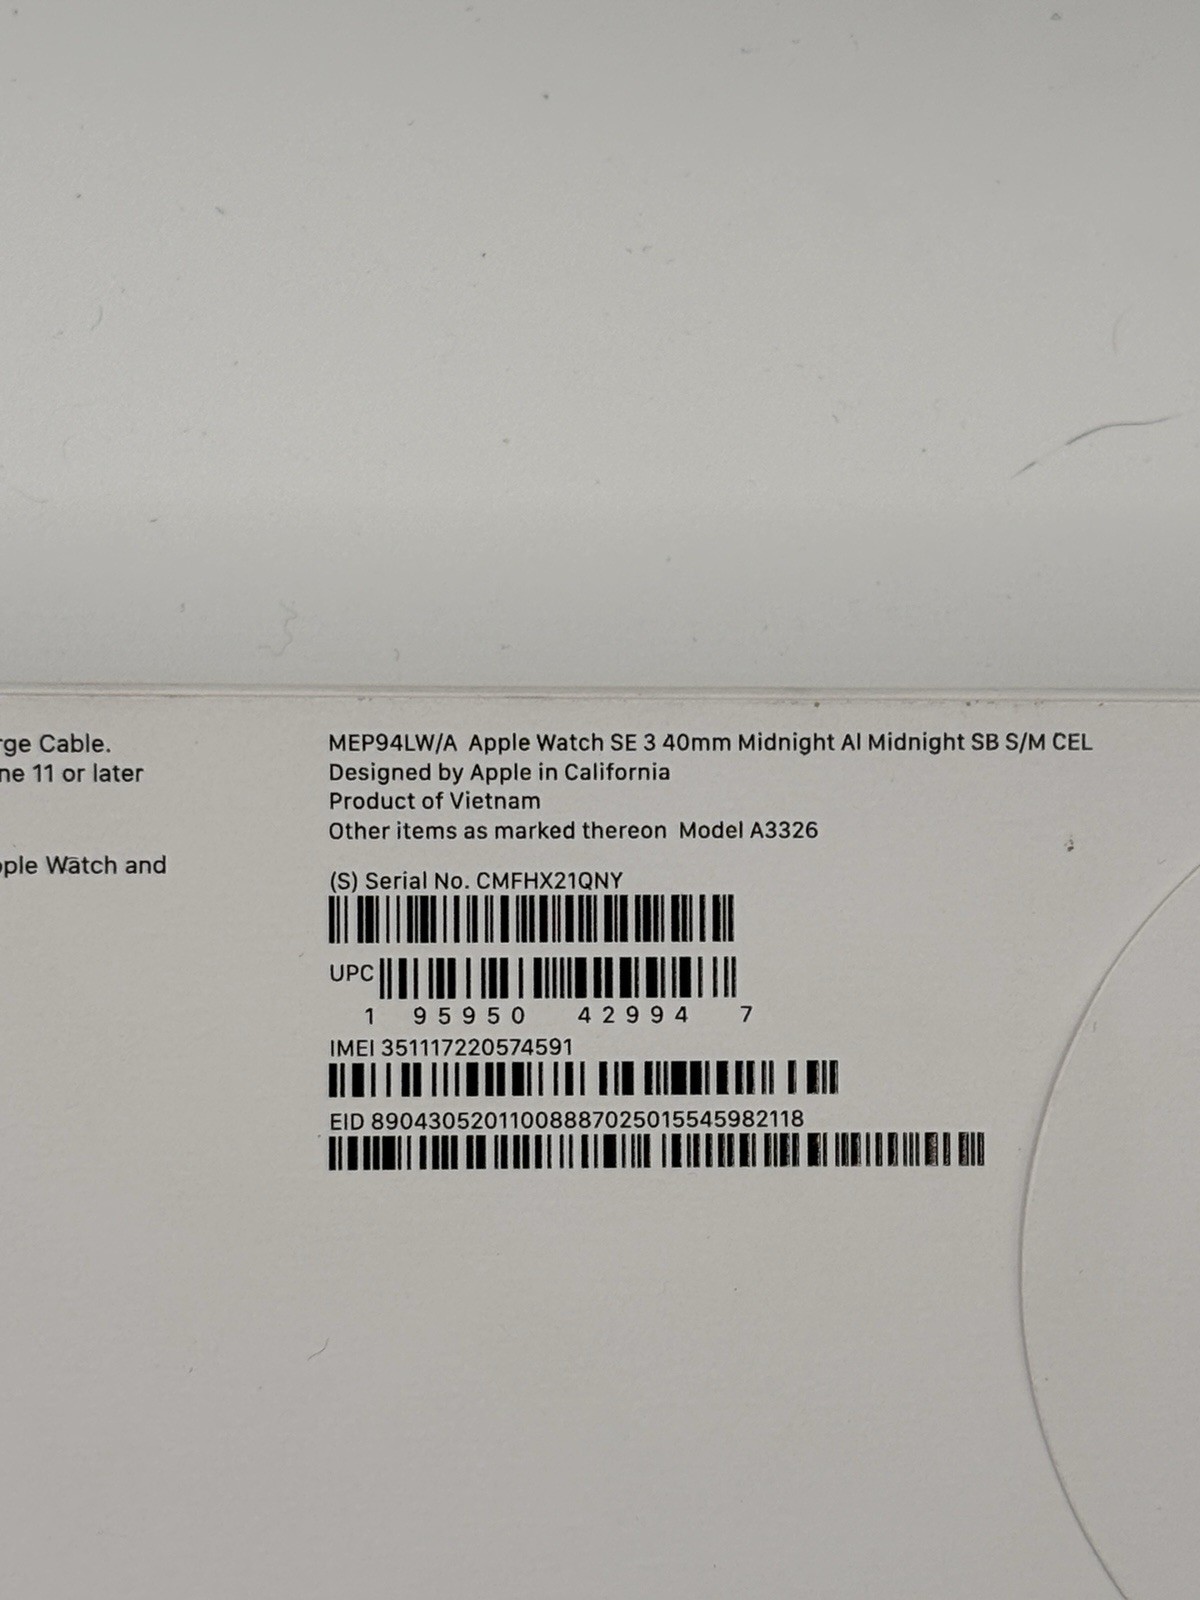 rge Cable.
ne 11 or later
pple Watch and
MEP94LW/A Apple Watch SE 3 40mm Midnight Al Midnight SB S/M CEL
Designed by Apple in California
Product of Vietnam
Other items as marked thereon Model A3326
(S) Serial No. CMFHX21QNY
UPC
1 95950 42994 7
IMEI 351117220574591
EID 89043052011008887025015545982118